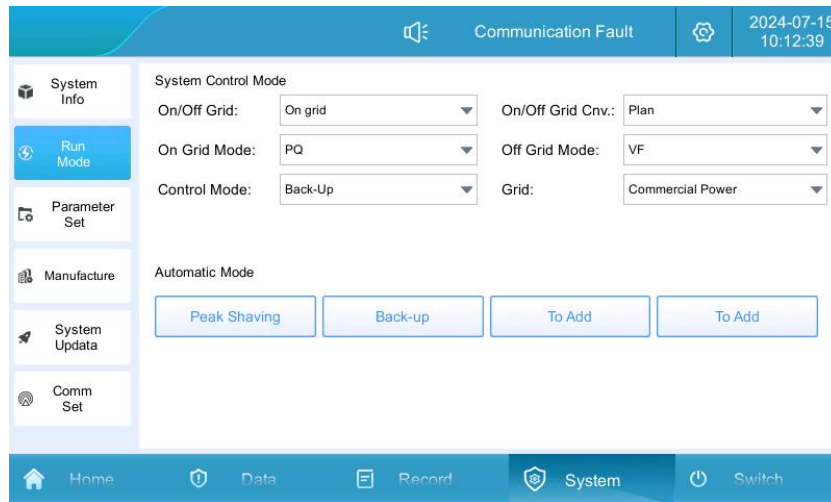 Communication Fault
2024-07-15
10:12:39
System
Info
Run
Mode
Parameter
Set
Manufacture
System
Updata
Comm
Set
System Control Mode
On/Off Grid: On grid On/Off Grid Cnv.: Plan
On Grid Mode: PQ Off Grid Mode: VF
Control Mode: Back-Up Grid: Commercial Power
Automatic Mode
Peak Shaving Back-up To Add To Add
Home Data Record System Switch